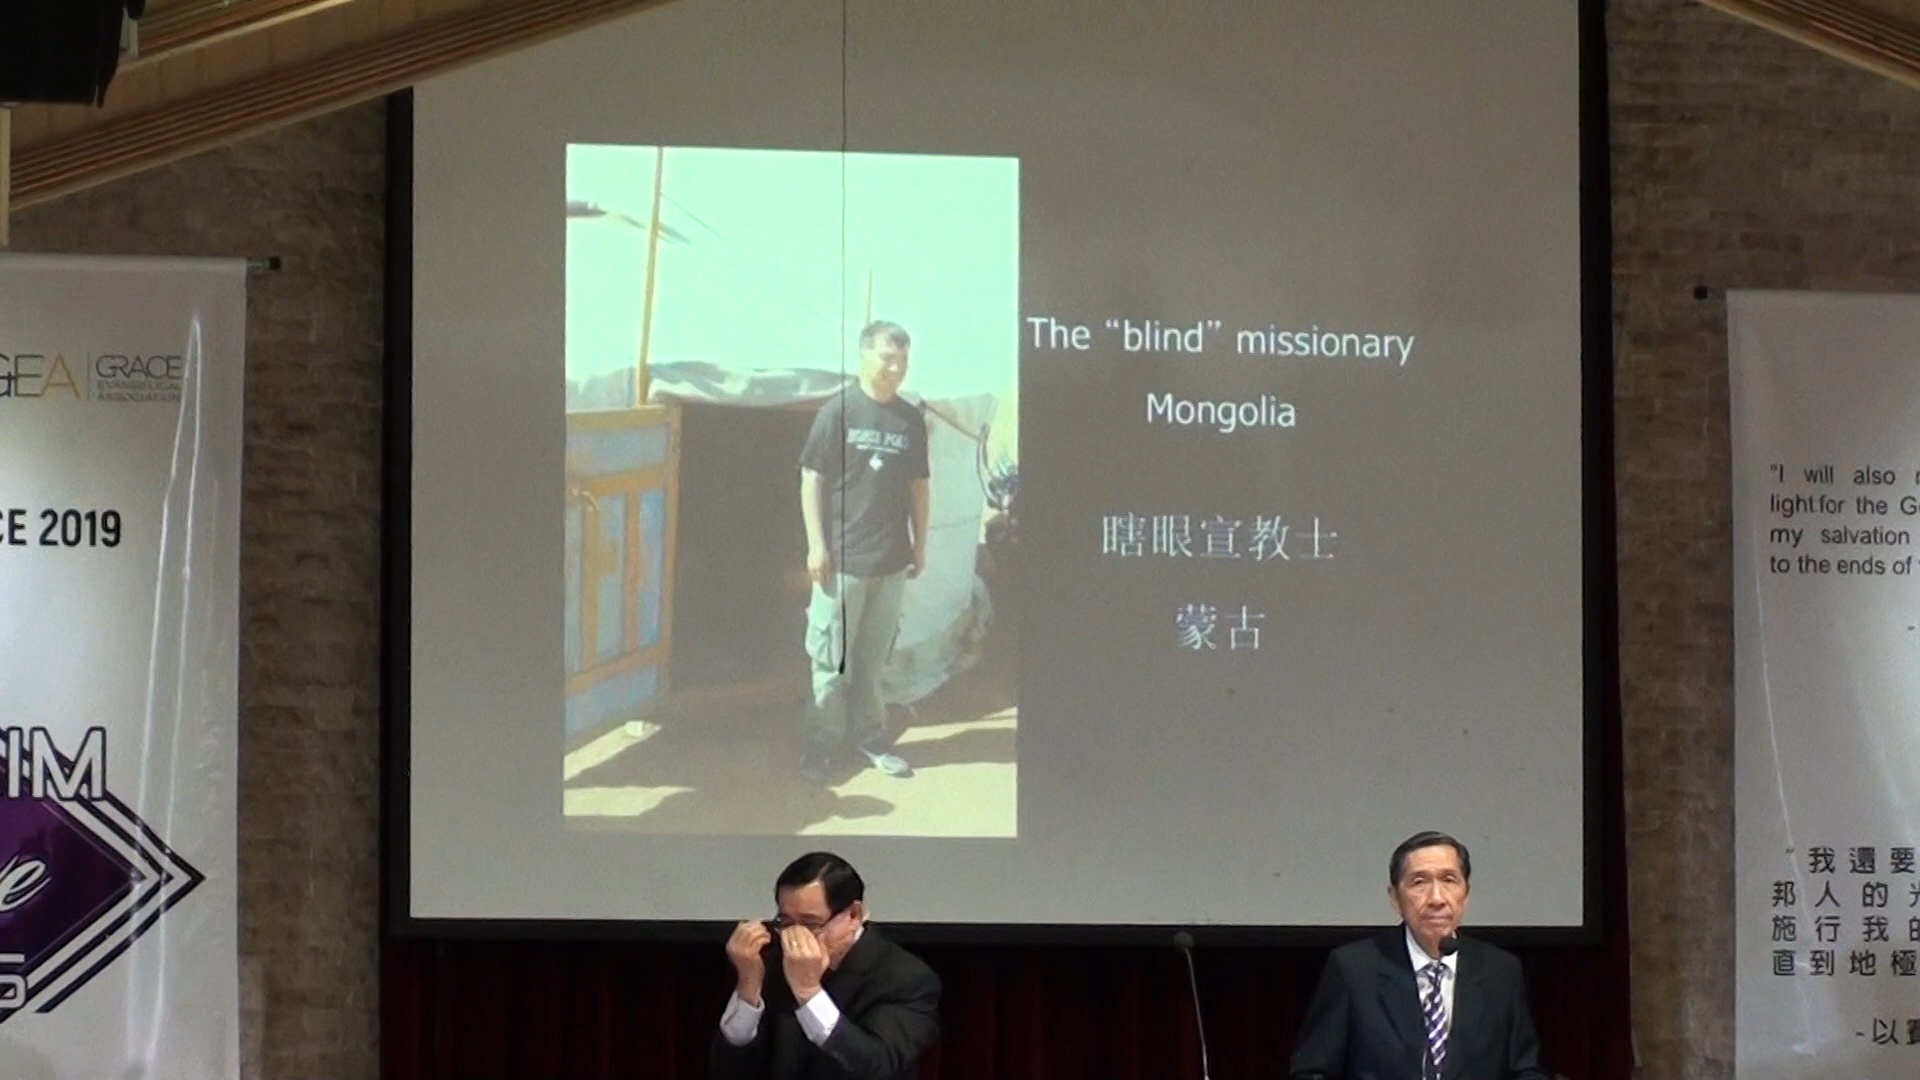 GEA
GRACE
EVANGELICAL
ASSOCIATION
CE 2019
IM
The “blind” missionary
Mongolia
瞎眼宣教士
蒙古
"I will also
light for the
my salvation
to the ends of
"我還要
邦人的
施行我的
直到地極
-以賽